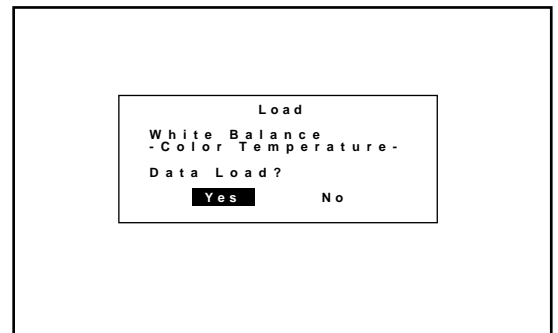 Load
White Balance
-Color Temperature-
Data Load?
Yes No